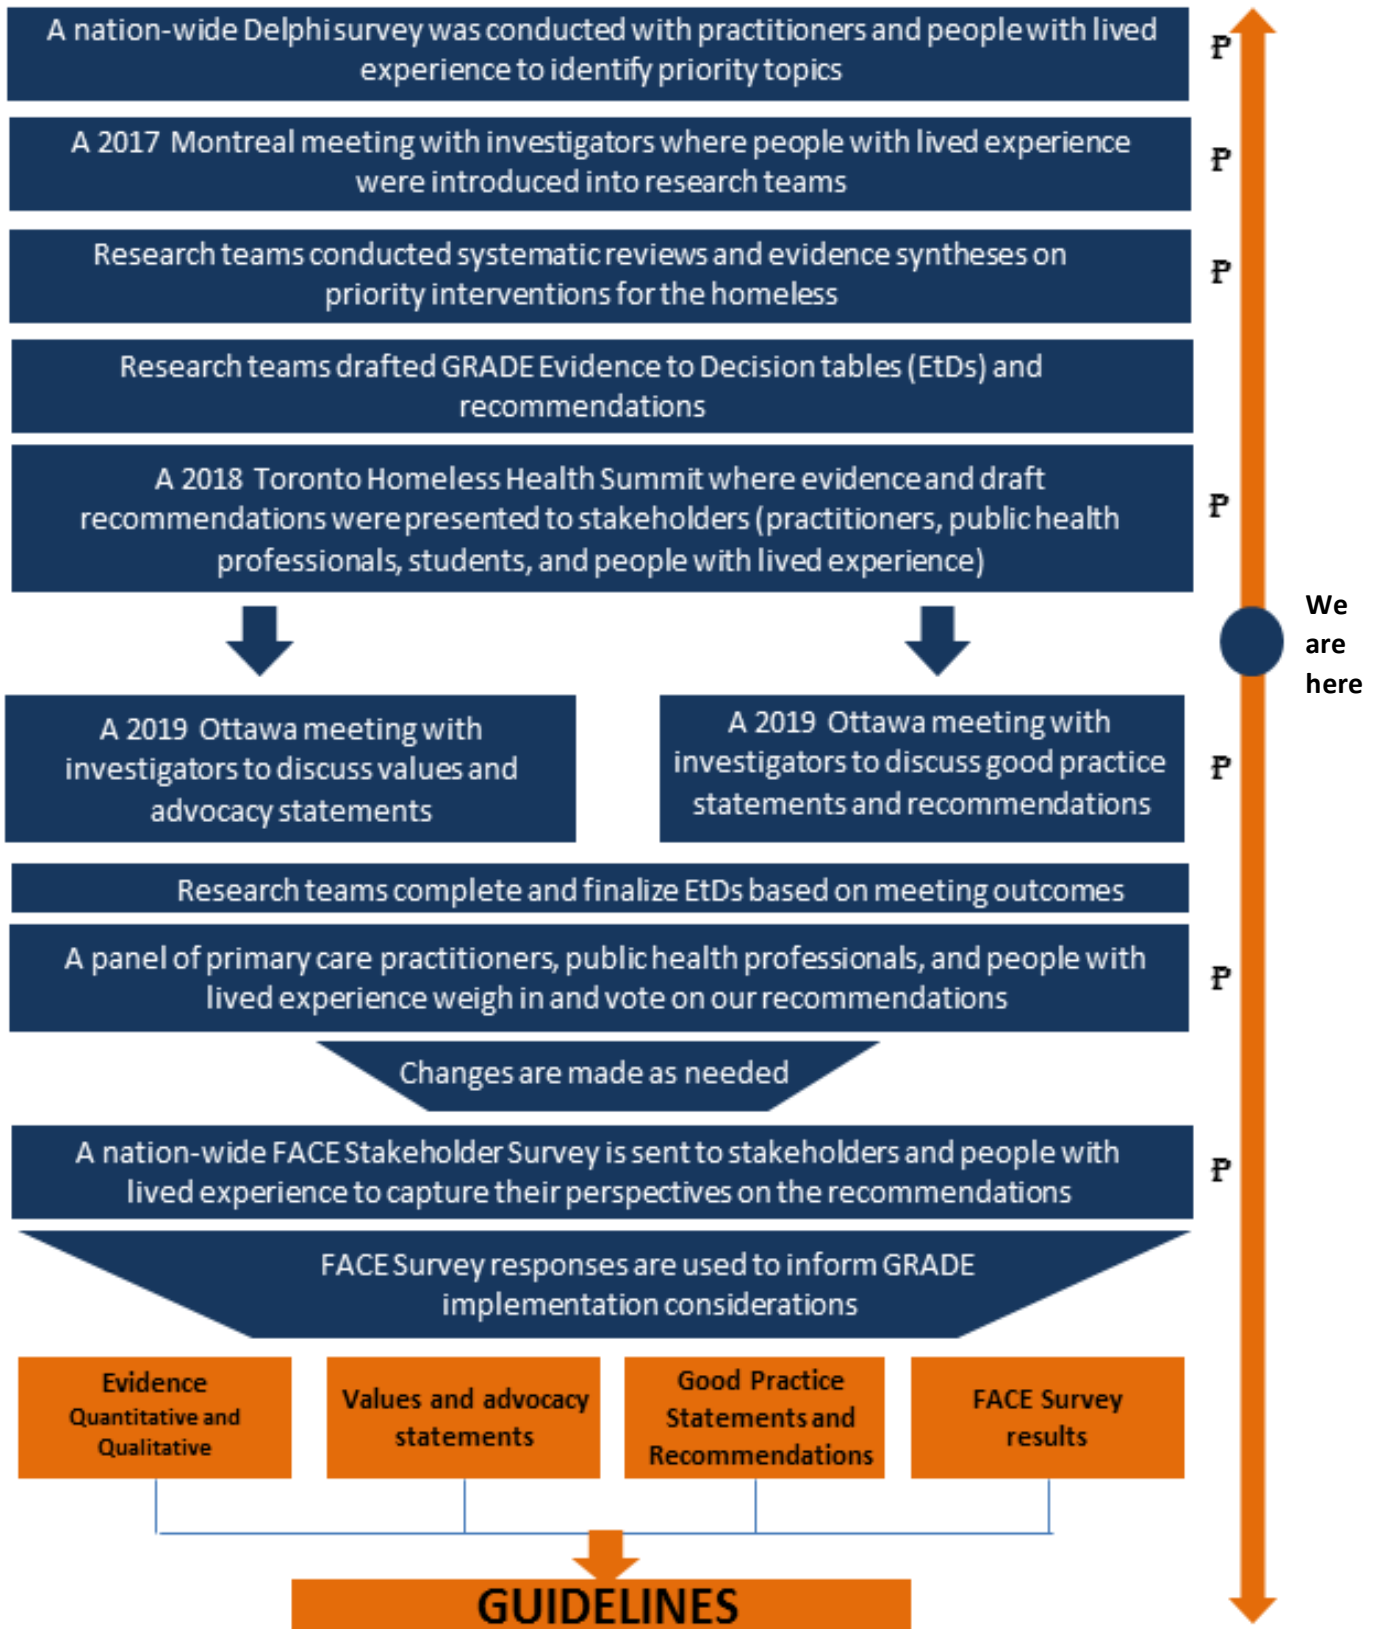 A nation-wide Delphi survey was conducted with practitioners and people with lived
experience to identify priority topics
₱
A 2017 Montreal meeting with investigators where people with lived experience
were introduced into research teams
₱
Research teams conducted systematic reviews and evidence syntheses on
priority interventions for the homeless
₱
Research teams drafted GRADE Evidence to Decision tables (EtDs) and
recommendations
A 2018 Toronto Homeless Health Summit where evidence and draft
recommendations were presented to stakeholders (practitioners, public health
professionals, students, and people with lived experience)
₱
We
are
here
A 2019 Ottawa meeting with
investigators to discuss values and
advocacy statements
A 2019 Ottawa meeting with
investigators to discuss good practice
statements and recommendations
₱
Research teams complete and finalize EtDs based on meeting outcomes
A panel of primary care practitioners, public health professionals, and people with
lived experience weigh in and vote on our recommendations
₱
Changes are made as needed
A nation-wide FACE Stakeholder Survey is sent to stakeholders and people with
lived experience to capture their perspectives on the recommendations
₱
FACE Survey responses are used to inform GRADE
implementation considerations
Evidence
Quantitative and
Qualitative
Values and advocacy
statements
Good Practice
Statements and
Recommendations
FACE Survey
results
GUIDELINES